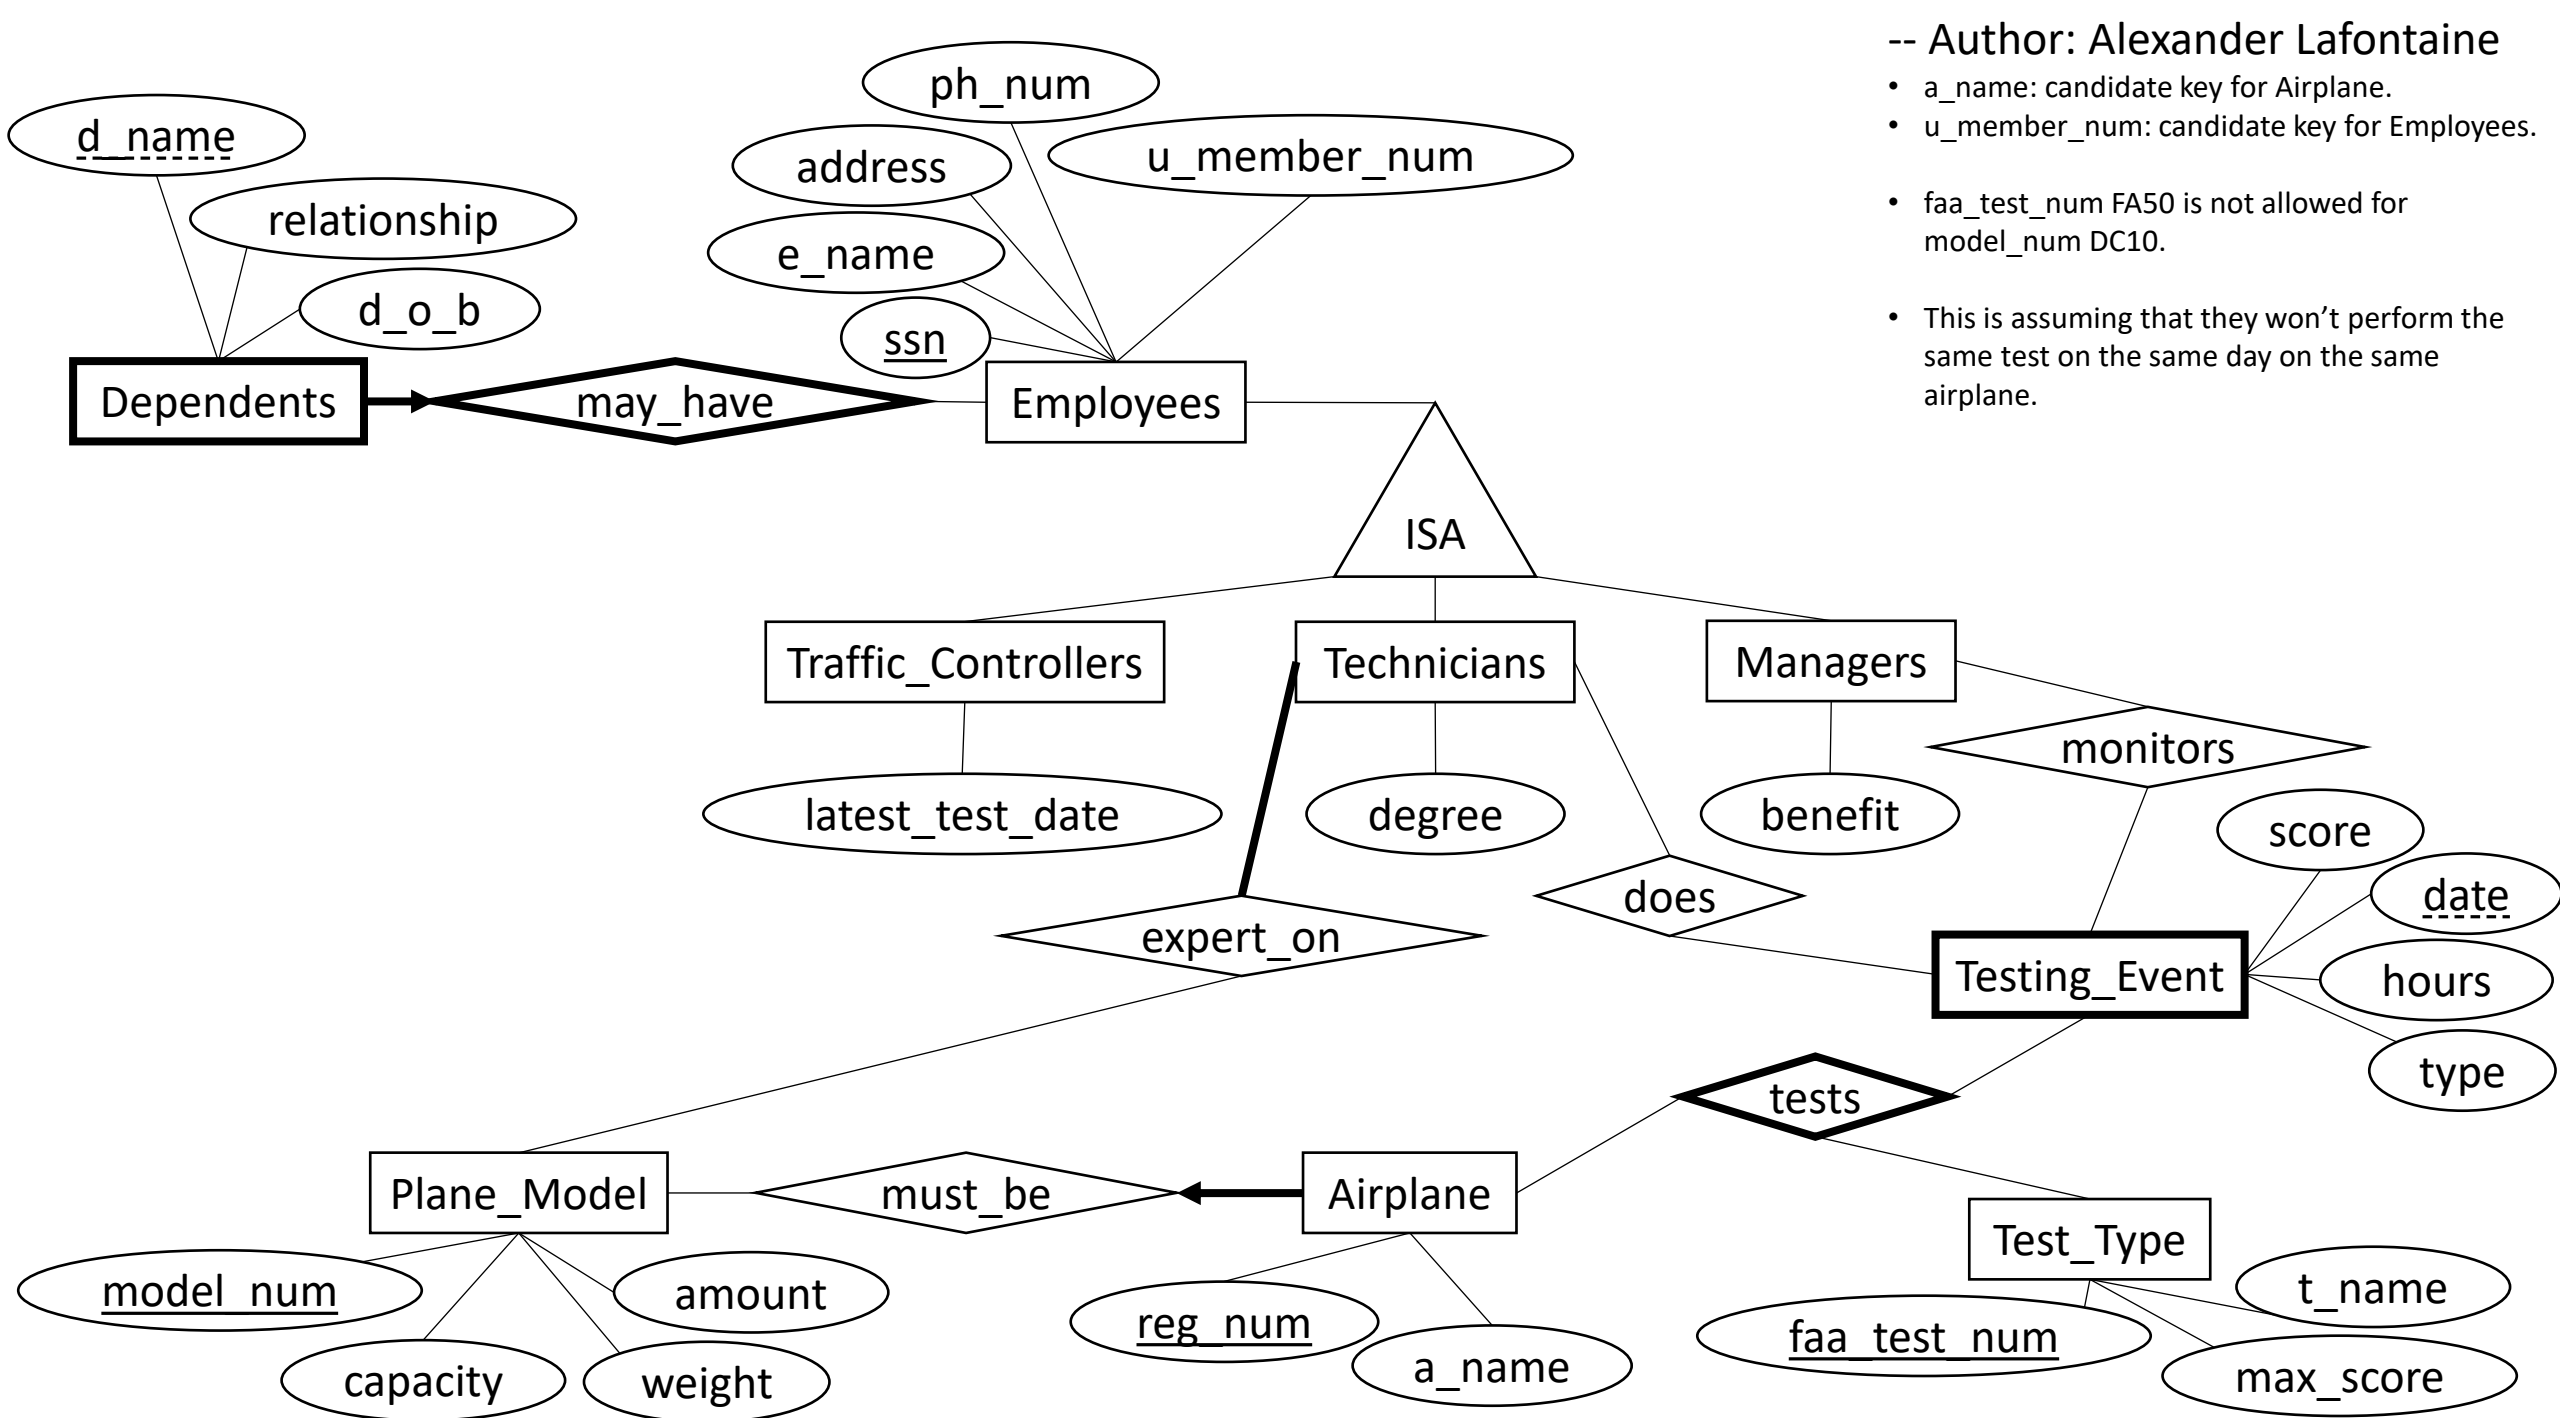 -- Author: Alexander Lafontaine
• a_name: candidate key for Airplane.
• u_member_num: candidate key for Employees.
• faa_test_num FA50 is not allowed for
model_num DC10.
• This is assuming that they won’t perform the
same test on the same day on the same
airplane.
ph_num
d_name
address
u_member_num
relationship
e_name
d_o_b
ssn
Dependents
may_have
Employees
ISA
Traffic_Controllers
Technicians
Managers
monitors
latest_test_date
degree
benefit
score
does
date
expert_on
Testing_Event
hours
type
tests
Plane_Model
must_be
Airplane
Test_Type
model_num
amount
t_name
reg_num
faa_test_num
capacity
weight
a_name
max_score